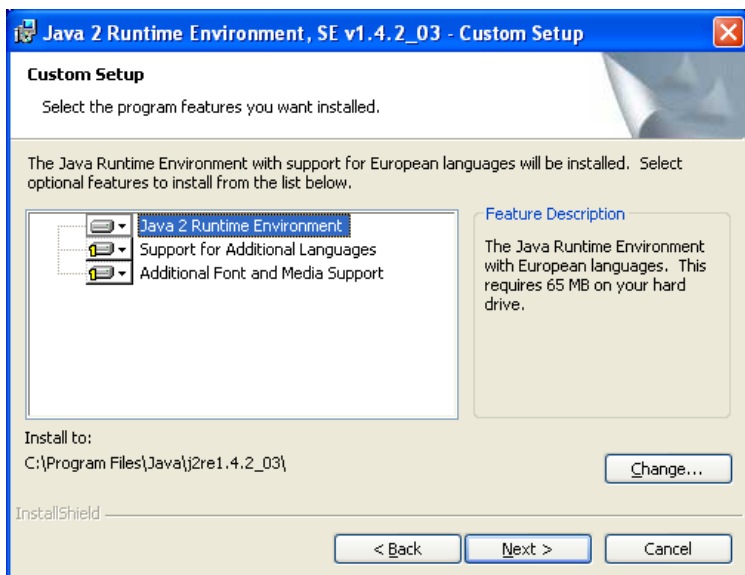 Java 2 Runtime Environment, SE v1.4.2_03 - Custom Setup
Custom Setup
Select the program features you want installed.
The Java Runtime Environment with support for European languages will be installed. Select
optional features to install from the list below.
Java 2 Runtime Environment
Support for Additional Languages
Additional Font and Media Support
Feature Description
The Java Runtime Environment
with European languages. This
requires 65 MB on your hard
drive.
Install to:
C:\Program Files\Java\j2re1.4.2_03\
Change...
InstallShield
< Back
Next >
Cancel